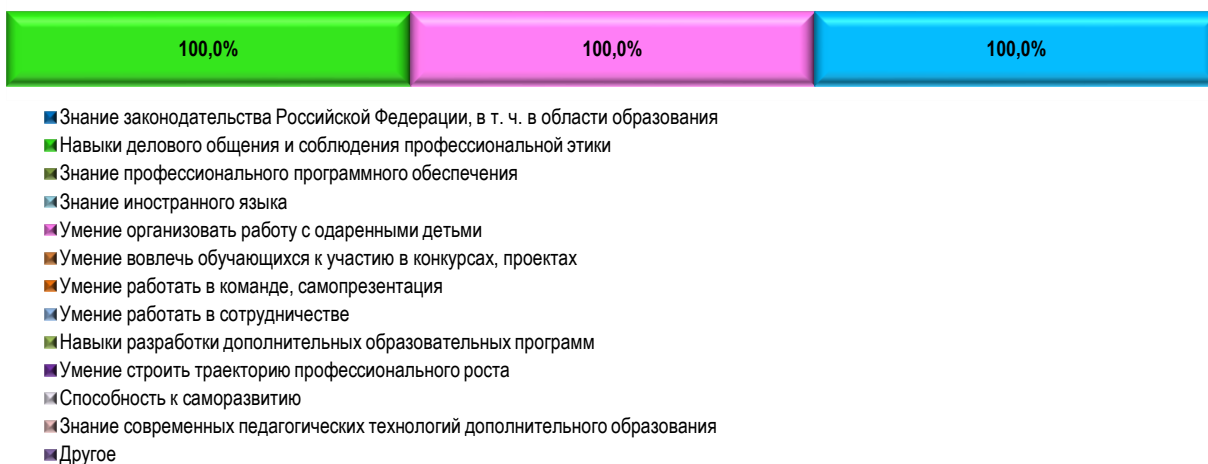 100,0% 100,0% 100,0%
Знание законодательства Российской Федерации, в т. ч. в области образования
Навыки делового общения и соблюдения профессиональной этики
Знание профессионального программного обеспечения
Знание иностранного языка
Умение организовать работу с одаренными детьми
Умение вовлечь обучающихся к участию в конкурсах, проектах
Умение работать в команде, самопрезентация
Умение работать в сотрудничестве
Навыки разработки дополнительных образовательных программ
Умение строить траекторию профессионального роста
Способность к саморазвитию
Знание современных педагогических технологий дополнительного образования
Другое